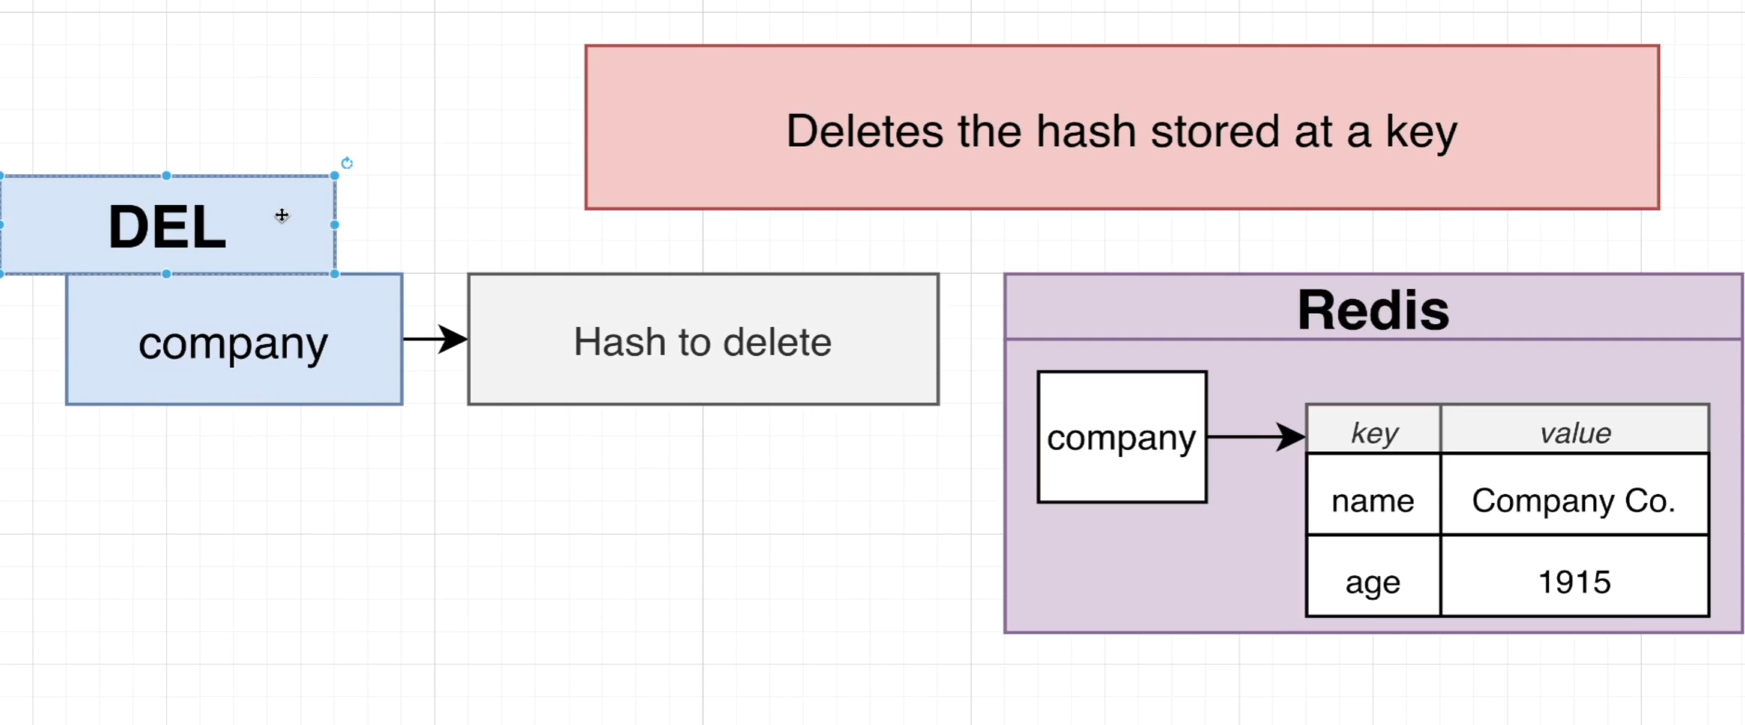 Deletes the hash stored at a key
DEL
company
Hash to delete
Redis
company
key value
name Company Co.
age 1915